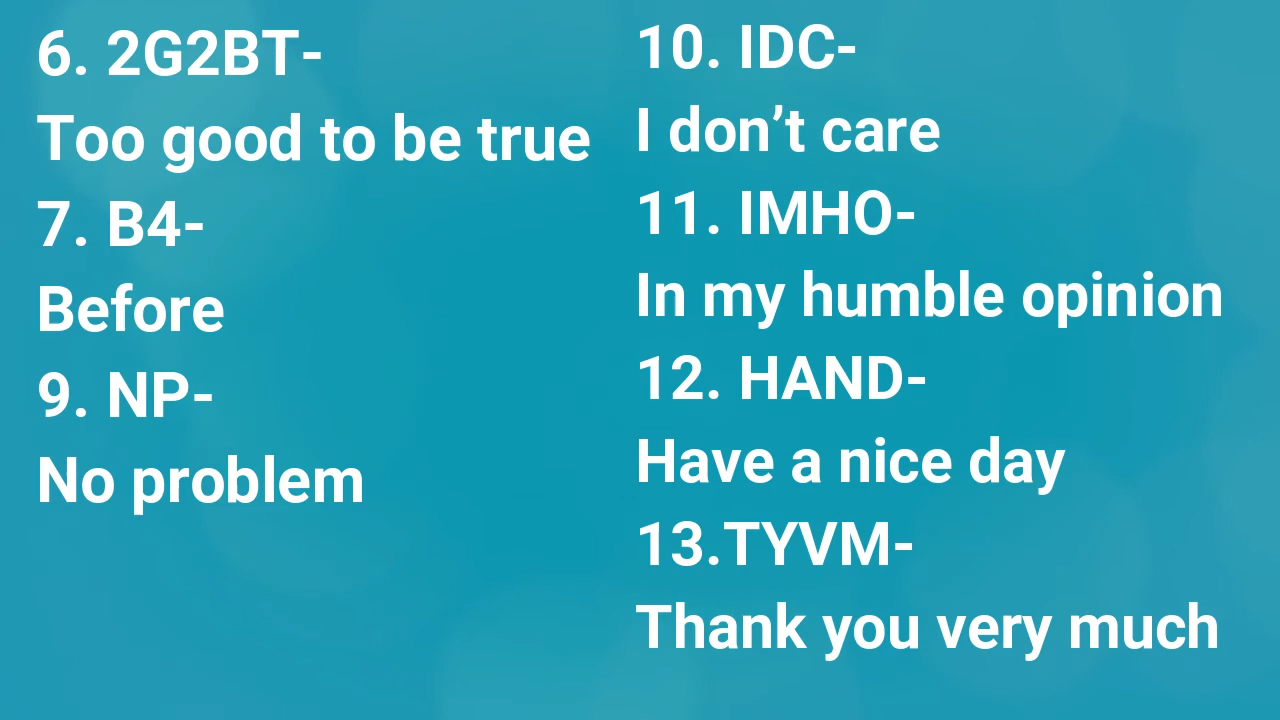 6. 2G2BT-
Too good to be true
7. B4-
Before
9. NP-
No problem
10. IDC-
I don’t care
11. IMHO-
In my humble opinion
12. HAND-
Have a nice day
13.TYVM-
Thank you very much